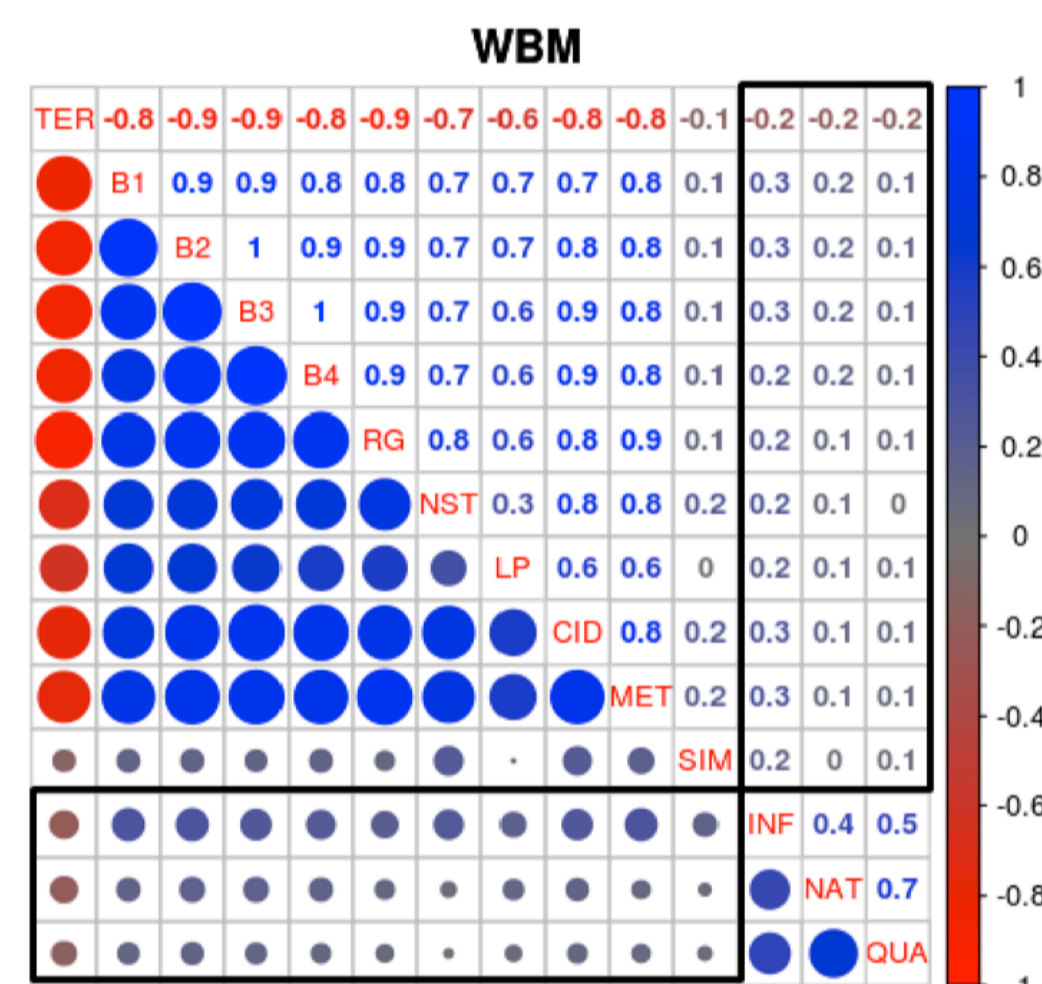 WBM
TER -0.8 -0.9 -0.9 -0.8 -0.9 -0.7 -0.6 -0.8 -0.8 -0.1 -0.2 -0.2 -0.2
B1 0.9 0.9 0.8 0.8 0.7 0.7 0.7 0.8 0.1 0.3 0.2 0.1
B2 1 0.9 0.9 0.7 0.7 0.8 0.8 0.1 0.3 0.2 0.1
B3 1 0.9 0.7 0.6 0.9 0.8 0.1 0.3 0.2 0.1
B4 0.9 0.7 0.6 0.9 0.8 0.1 0.2 0.2 0.1
RG 0.8 0.6 0.8 0.9 0.1 0.2 0.1 0.1
NST 0.3 0.8 0.8 0.2 0.2 0.1 0
LP 0.6 0.6 0 0.2 0.1 0.1
CID 0.8 0.2 0.3 0.1 0.1
MET 0.2 0.3 0.1 0.1
SIM 0.2 0 0.1
INF 0.4 0.5
NAT 0.7
QUA
1
0.8
0.6
0.4
0.2
0
-0.2
-0.4
-0.6
-0.8